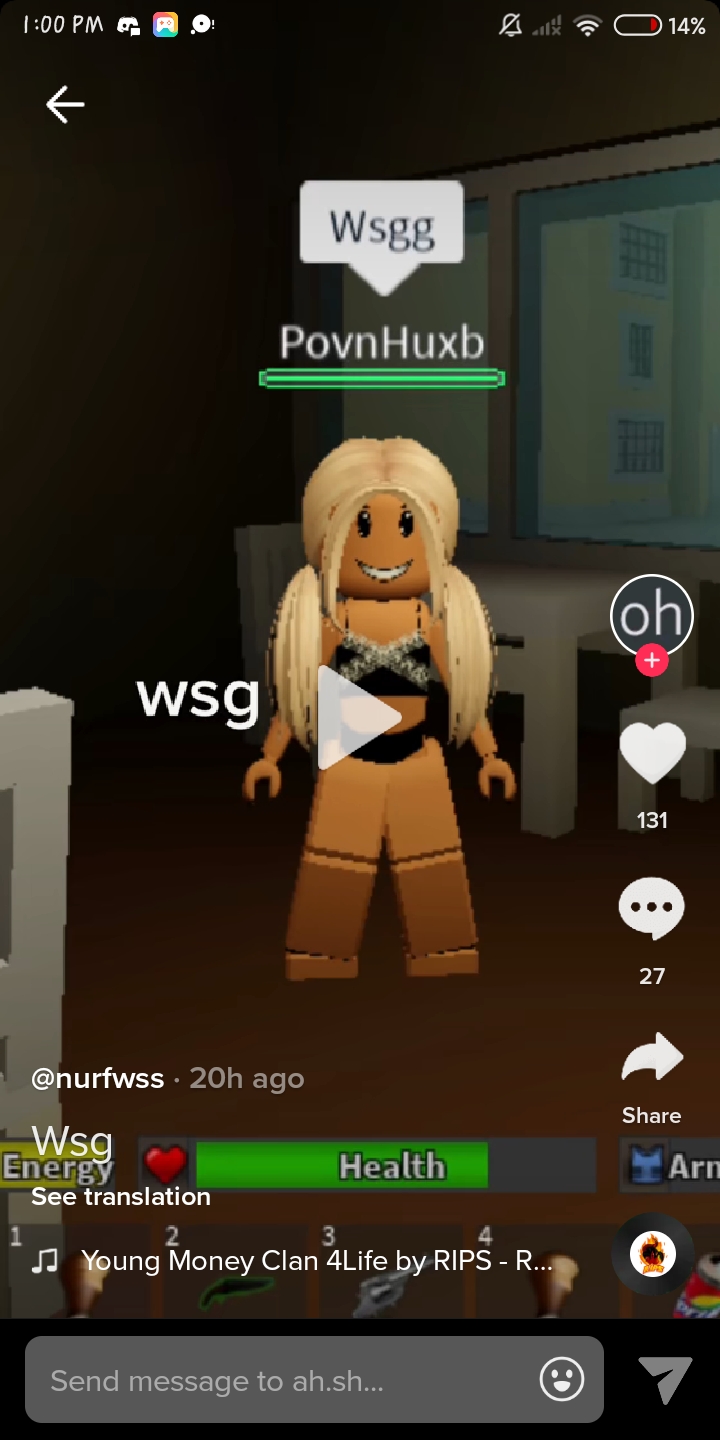 1:00 PM
14%
Wsgg
PovnHuxb
wsg
oh
131
27
@nurfwss · 20h ago
Share
Wsg
Energy
Health
Arn
See translation
1
2
3
4
Young Money Clan 4Life by RIPS - R...
Send message to ah.sh...